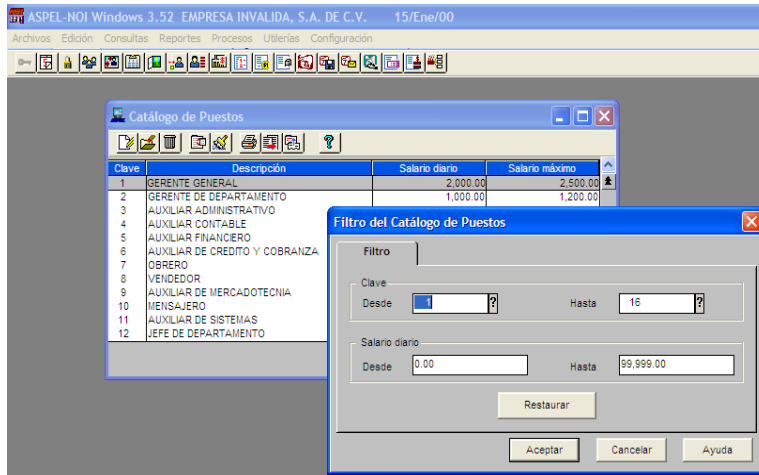 ASPEL-NOI Windows 3.52 EMPRESA INVALIDA, S.A. DE C.V. 15/Ene/00
Archivos Edición Consultas Reportes Procesos Utilerías Configuración
Catálogo de Puestos
?
Clave Descripción Salario diario Salario máximo
1 GERENTE GENERAL 2,000.00 2,500.00
2 GERENTE DE DEPARTAMENTO 1,000.00 1,200.00
3 AUXILIAR ADMINISTRATIVO
4 AUXILIAR CONTABLE
5 AUXILIAR FINANCIERO
6 AUXILIAR DE CREDITO Y COBRANZA
7 OBRERO
8 VENDEDOR
9 AUXILIAR DE MERCADOTECNIA
10 MENSAJERO
11 AUXILIAR DE SISTEMAS
12 JEFE DE DEPARTAMENTO
Filtro del Catálogo de Puestos
Filtro
Clave
Desde 1 ? Hasta 16 ?
Salario diario
Desde 0.00 Hasta 99,999.00
Restaurar
Aceptar Cancelar Ayuda